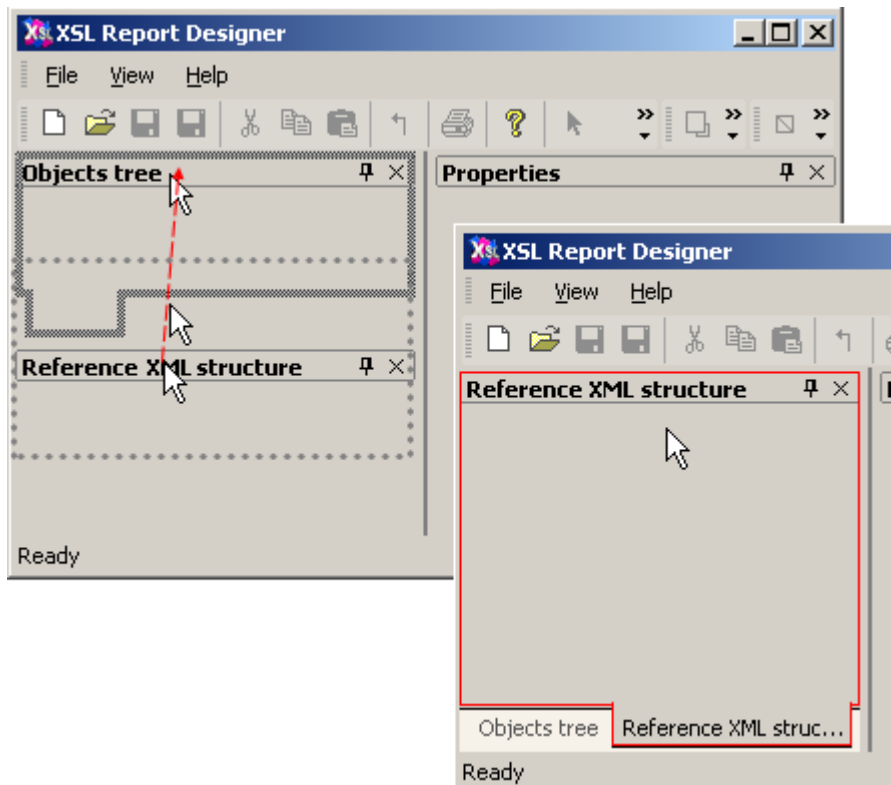 XSL Report Designer
File View Help
Objects tree
Properties
Reference XML structure
Ready
XSL Report Designer
File View Help
Reference XML structure
Objects tree
Reference XML struc...
Ready